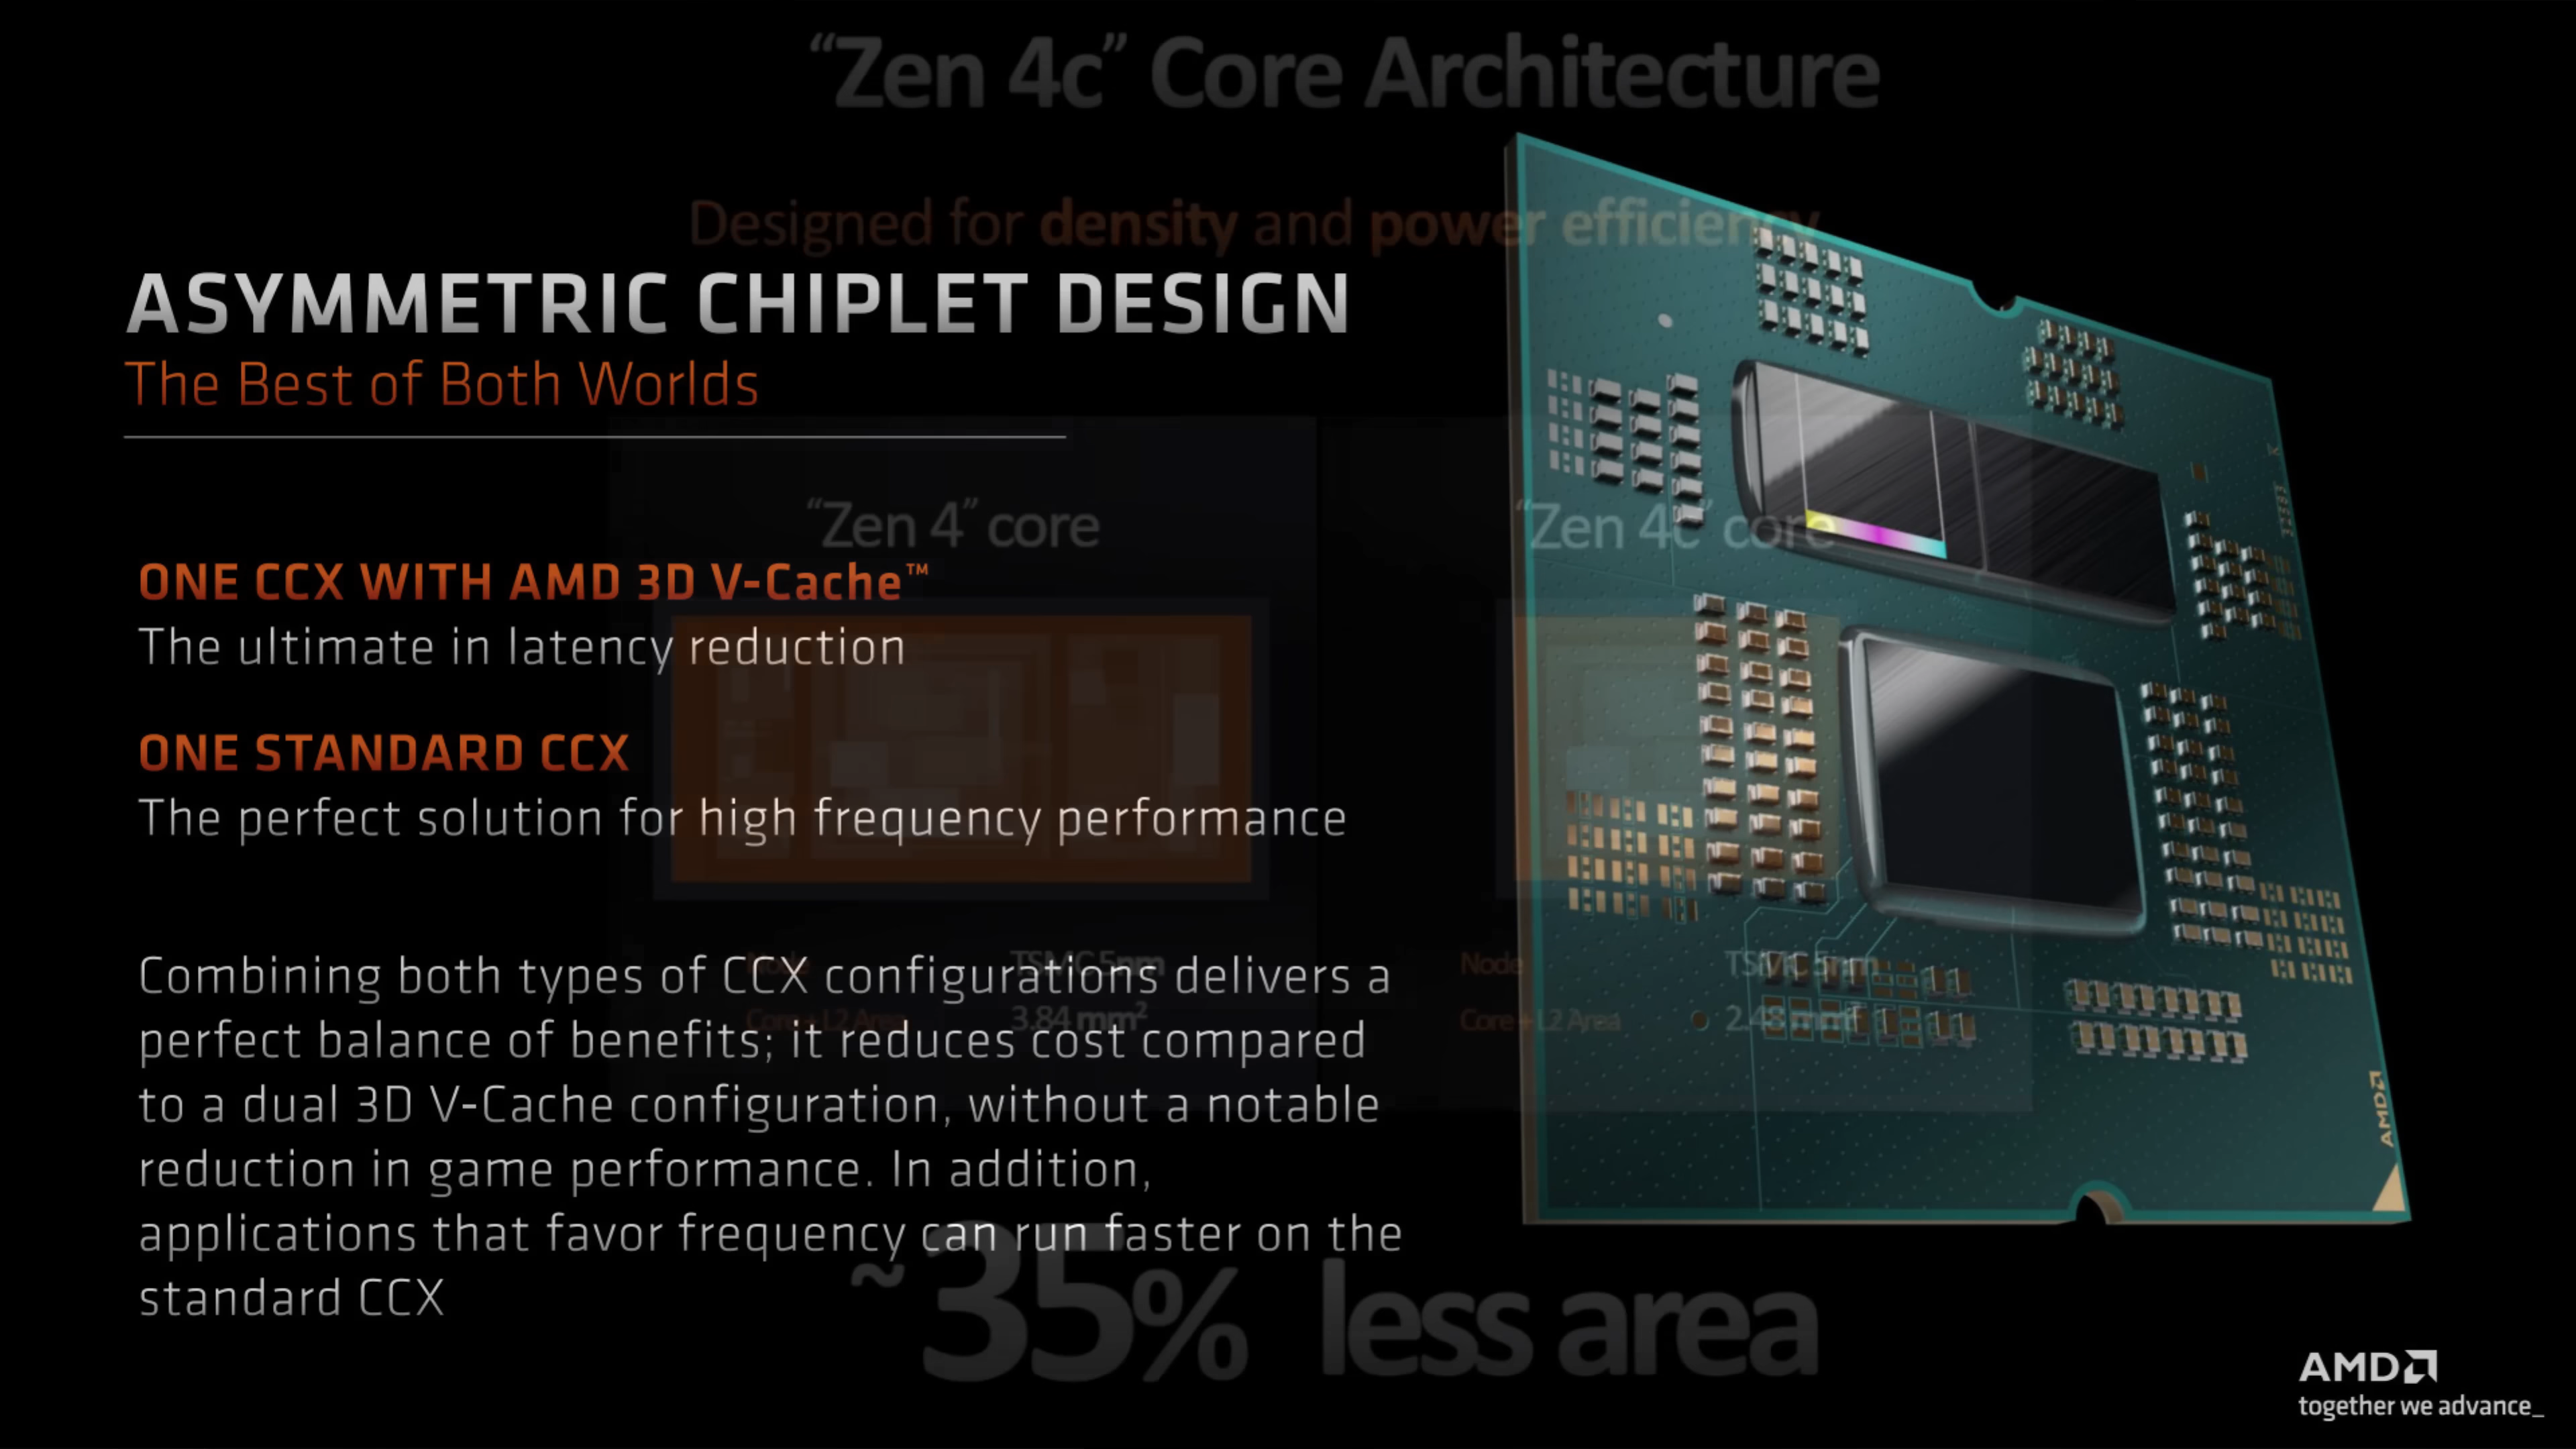 “Zen 4c” Core Architecture
Designed for density and power efficiency
ASYMMETRIC CHIPLET DESIGN
The Best of Both Worlds
“Zen 4” core
“Zen 4c” core
ONE CCX WITH AMD 3D V-Cache™
The ultimate in latency reduction
ONE STANDARD CCX
The perfect solution for high frequency performance
Node TSMC 5nm
Core+L2 Area 3.84 mm²
Node TSMC 5nm
Core+L2 Area 2.48 mm²
Combining both types of CCX configurations delivers a
perfect balance of benefits; it reduces cost compared
to a dual 3D V-Cache configuration, without a notable
reduction in game performance. In addition,
applications that favor frequency can run faster on the
standard CCX
~35% less area
AMD
AMD
together we advance_